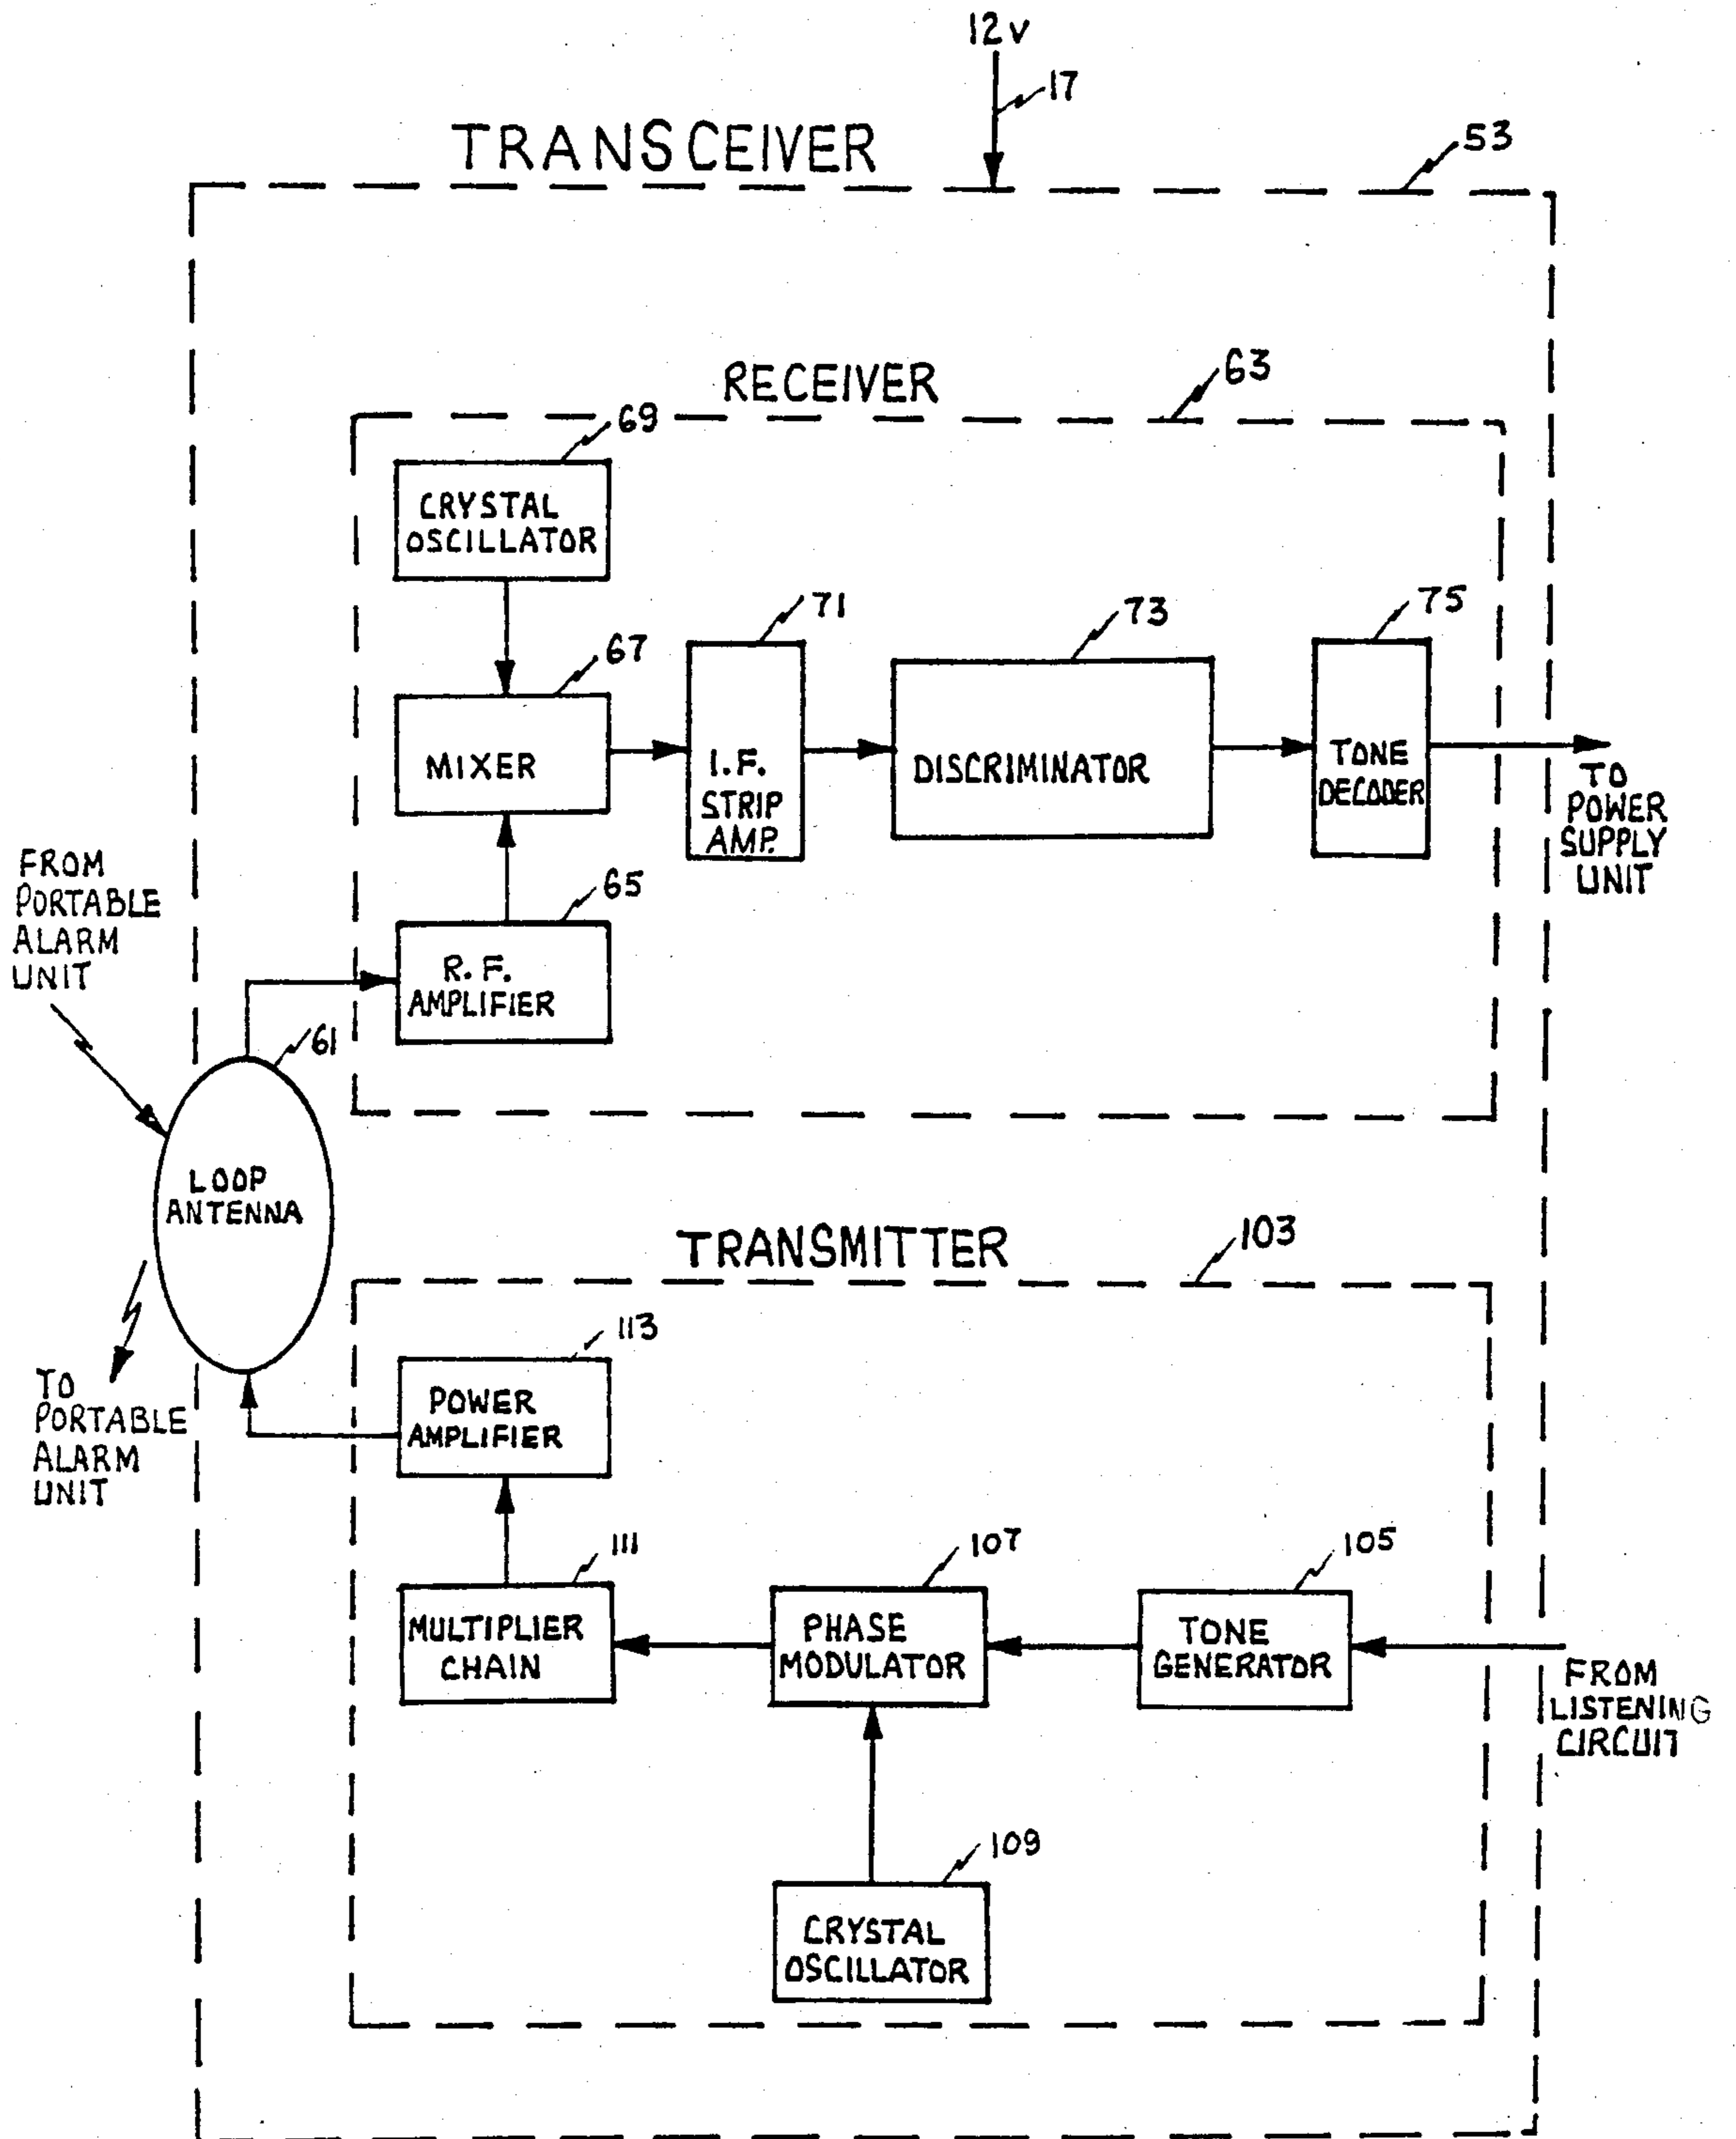 12V
17
TRANSCEIVER
53
RECEIVER
63
69
CRYSTAL
OSCILLATOR
67
MIXER
71
I.F.
STRIP
AMP.
73
DISCRIMINATOR
75
TONE
DECODER
TO
POWER
SUPPLY
UNIT
FROM
PORTABLE
ALARM
UNIT
65
R.F.
AMPLIFIER
61
LOOP
ANTENNA
TRANSMITTER
103
TO
PORTABLE
ALARM
UNIT
113
POWER
AMPLIFIER
111
MULTIPLIER
CHAIN
107
PHASE
MODULATOR
105
TONE
GENERATOR
FROM
LISTENING
CIRCUIT
109
CRYSTAL
OSCILLATOR